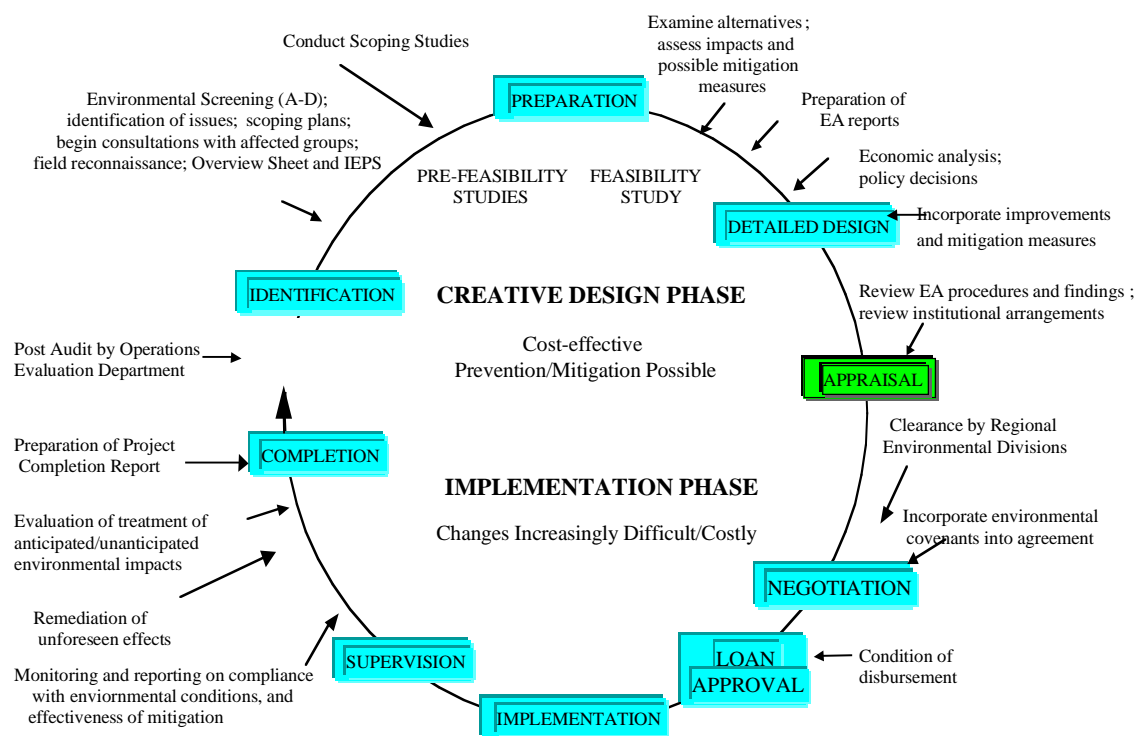 Conduct Scoping Studies
Examine alternatives ;
assess impacts and
possible mitigation
measures
PREPARATION
Environmental Screening (A-D);
identification of issues; scoping plans;
begin consultations with affected groups;
field reconnaissance; Overview Sheet and IEPS
Preparation of
EA reports
PRE-FEASIBILITY
STUDIES
FEASIBILITY
STUDY
Economic analysis;
policy decisions
DETAILED DESIGN
Incorporate improvements
and mitigation measures
IDENTIFICATION
CREATIVE DESIGN PHASE
Cost-effective
Prevention/Mitigation Possible
Review EA procedures and findings ;
review institutional arrangements
Post Audit by Operations
Evaluation Department
APPRAISAL
Preparation of Project
Completion Report
COMPLETION
Clearance by Regional
Environmental Divisions
IMPLEMENTATION PHASE
Changes Increasingly Difficult/Costly
Evaluation of treatment of
anticipated/unanticipated
environmental impacts
Incorporate environmental
covenants into agreement
NEGOTIATION
Remediation of
unforeseen effects
SUPERVISION
LOAN
APPROVAL
Condition of
disbursement
Monitoring and reporting on compliance
with enviornmental conditions, and
effectiveness of mitigation
IMPLEMENTATION